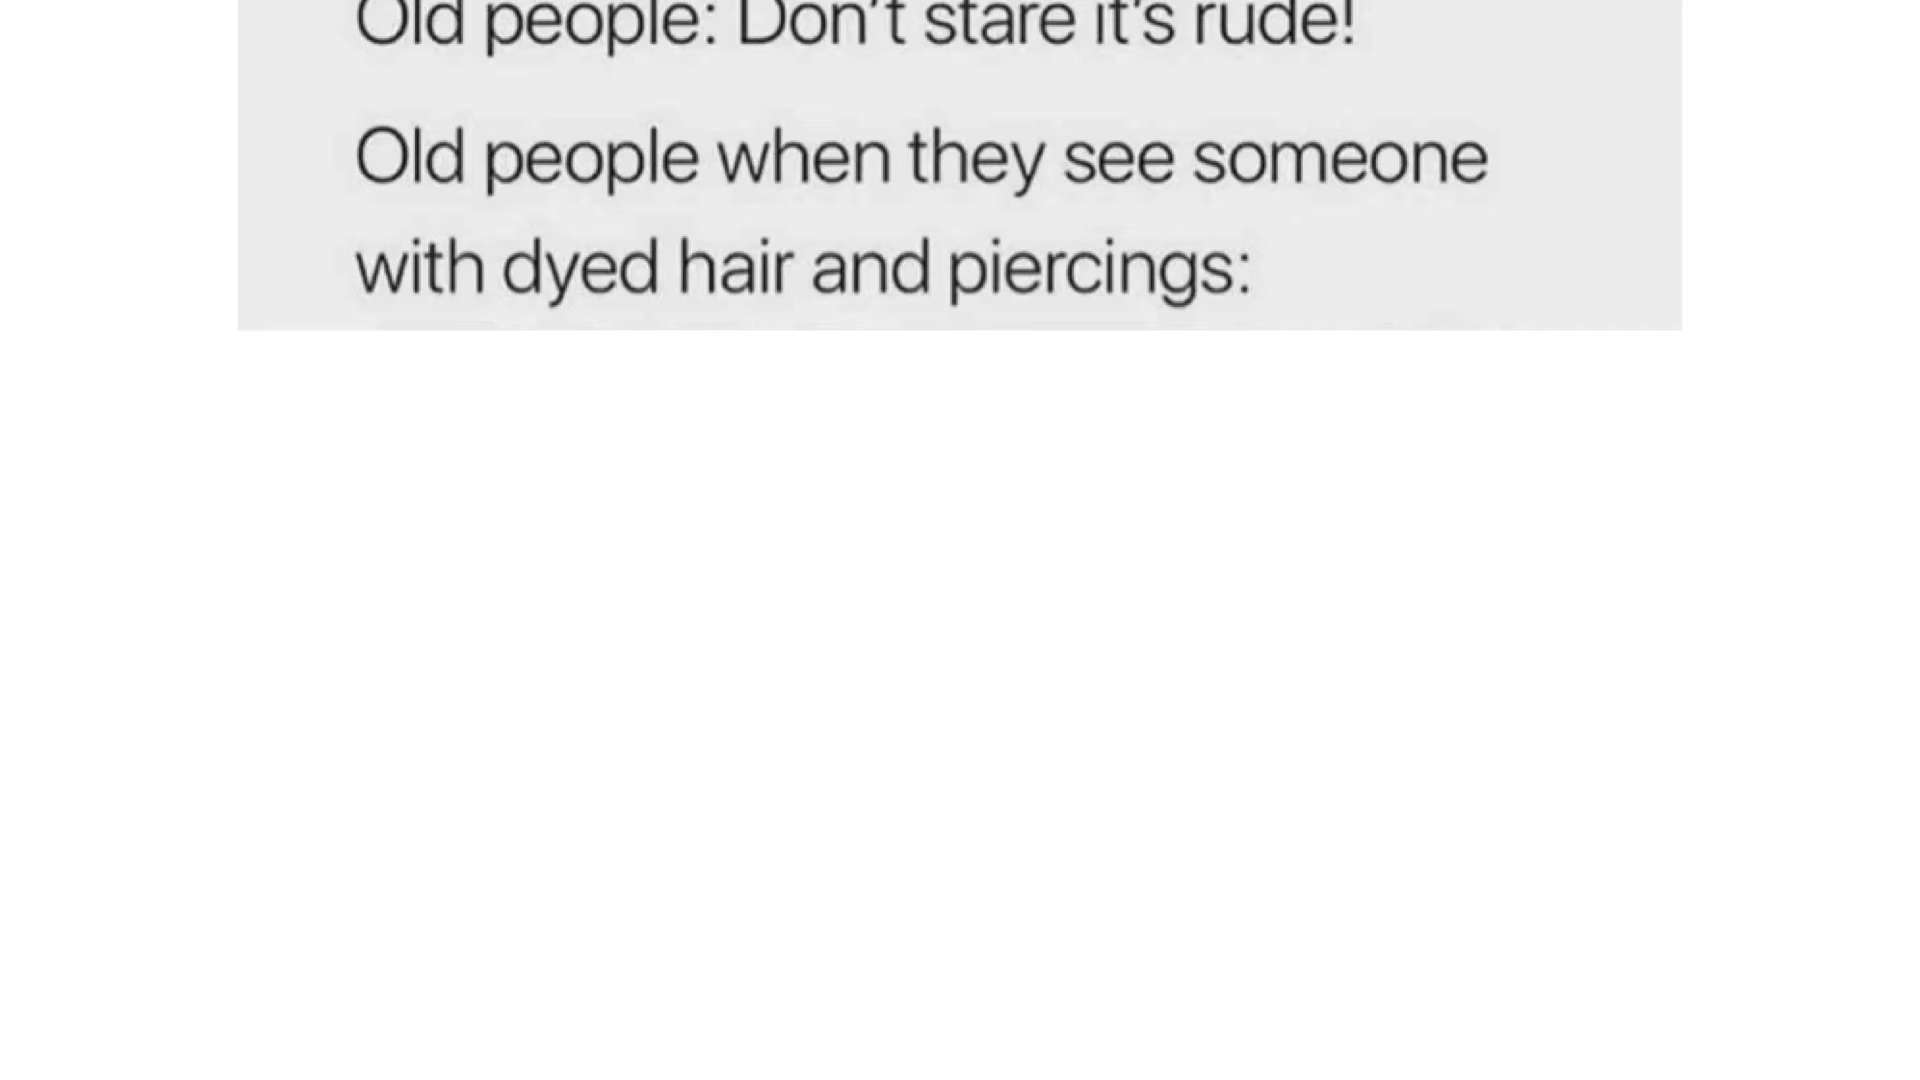 Old people: Don't stare it's rude!
Old people when they see someone
with dyed hair and piercings: